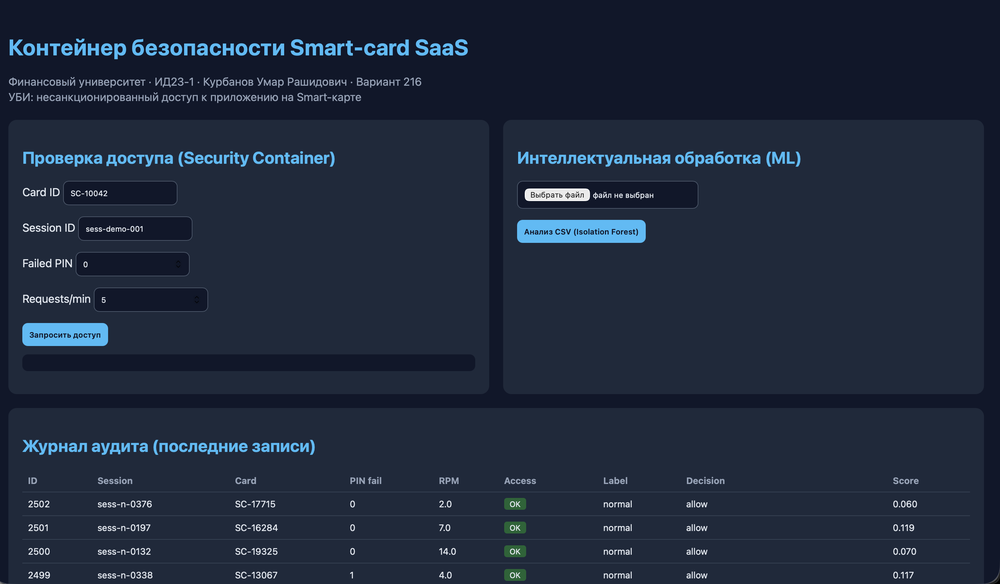 Контейнер безопасности Smart-card SaaS
Финансовый университет · ИД23-1 · Курбанов Умар Рашидович · Вариант 216
УБИ: несанкционированный доступ к приложению на Smart-карте
Проверка доступа (Security Container)
Card ID SC-10042
Session ID sess-demo-001
Failed PIN 0
Requests/min 5
Запросить доступ
Интеллектуальная обработка (ML)
Выбрать файл файл не выбран
Анализ CSV (Isolation Forest)
Журнал аудита (последние записи)
ID Session Card PIN fail RPM Access Label Decision Score
2502 sess-n-0376 SC-17715 0 2.0 OK normal allow 0.060
2501 sess-n-0197 SC-16284 0 7.0 OK normal allow 0.119
2500 sess-n-0132 SC-19325 0 14.0 OK normal allow 0.070
2499 sess-n-0338 SC-13067 1 4.0 OK normal allow 0.117